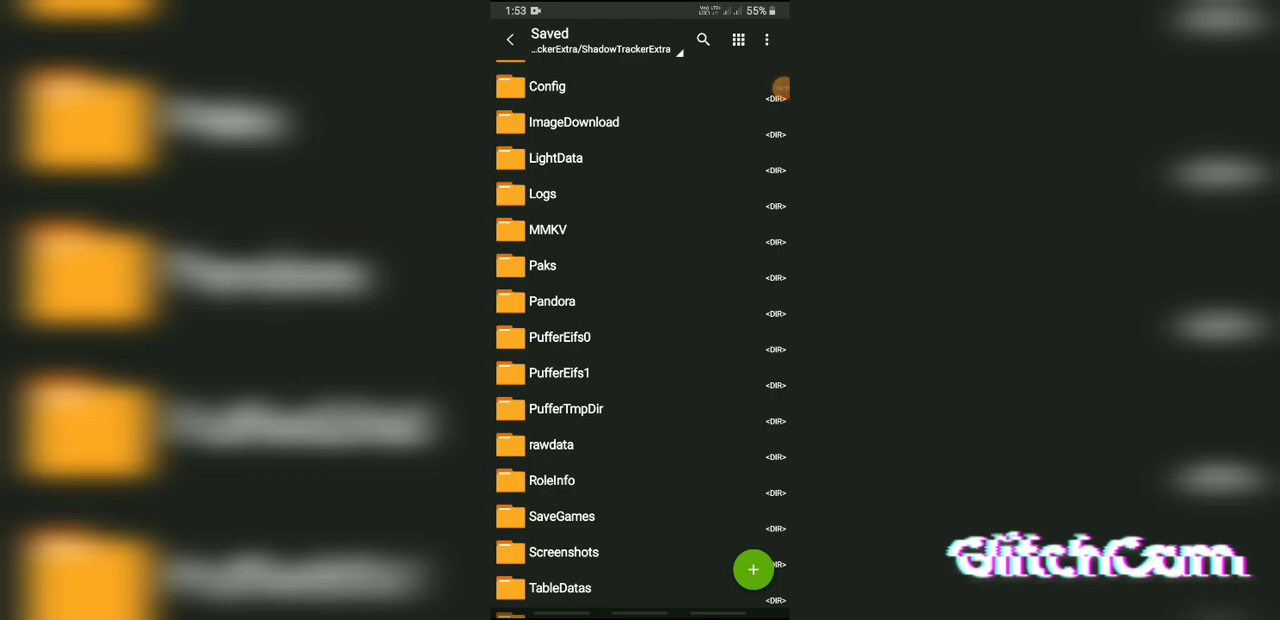 1:53 55%
Saved
...ckerExtra/ShadowTrackerExtra
Config
<DIR>
ImageDownload
<DIR>
LightData
<DIR>
Logs
<DIR>
MMKV
<DIR>
Paks
<DIR>
Pandora
<DIR>
PufferEifs0
<DIR>
PufferEifs1
<DIR>
PufferTmpDir
<DIR>
rawdata
<DIR>
RoleInfo
<DIR>
SaveGames
<DIR>
Screenshots
TableDatas
<DIR>
GlitchCam